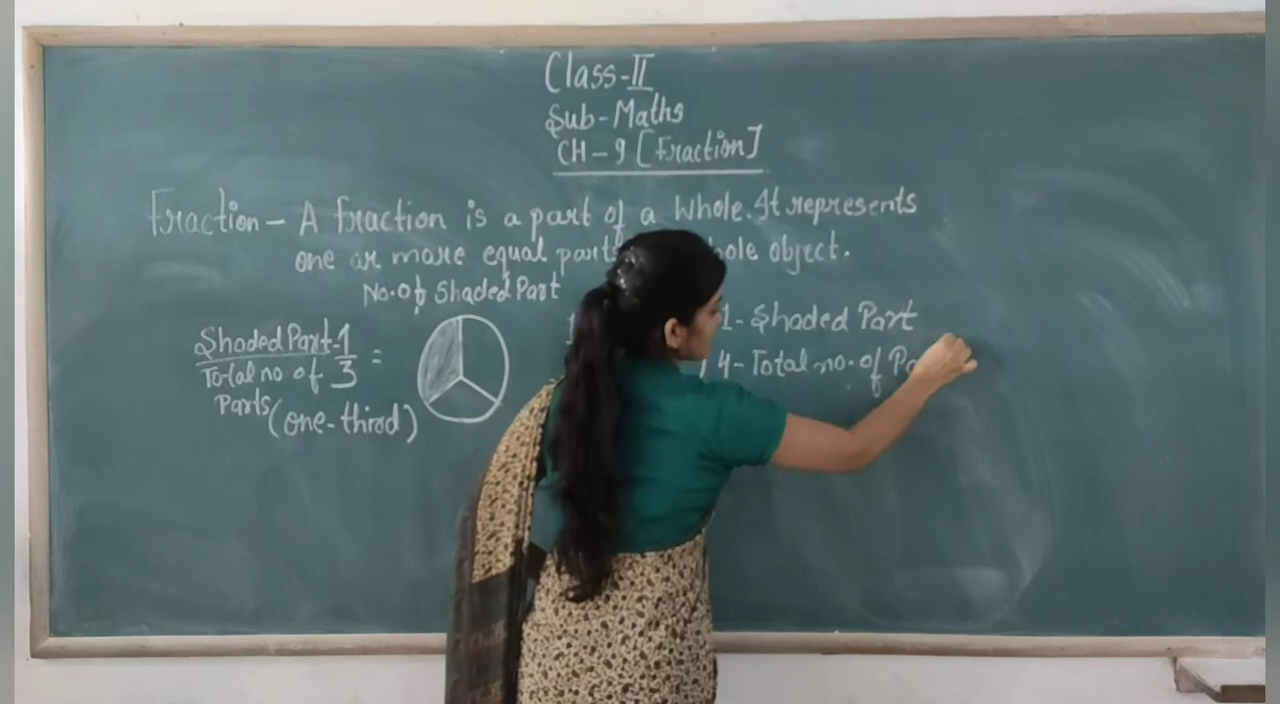 Class-II
Sub-Maths
CH-9 [Fraction]
Fraction- A fraction is a part of a whole. It represents
one or more equal parts whole object.
No. of Shaded Part
Shaded Part-1
Total no of 3 =
Parts (one-third)
1- Shaded Part
4- Total no. of